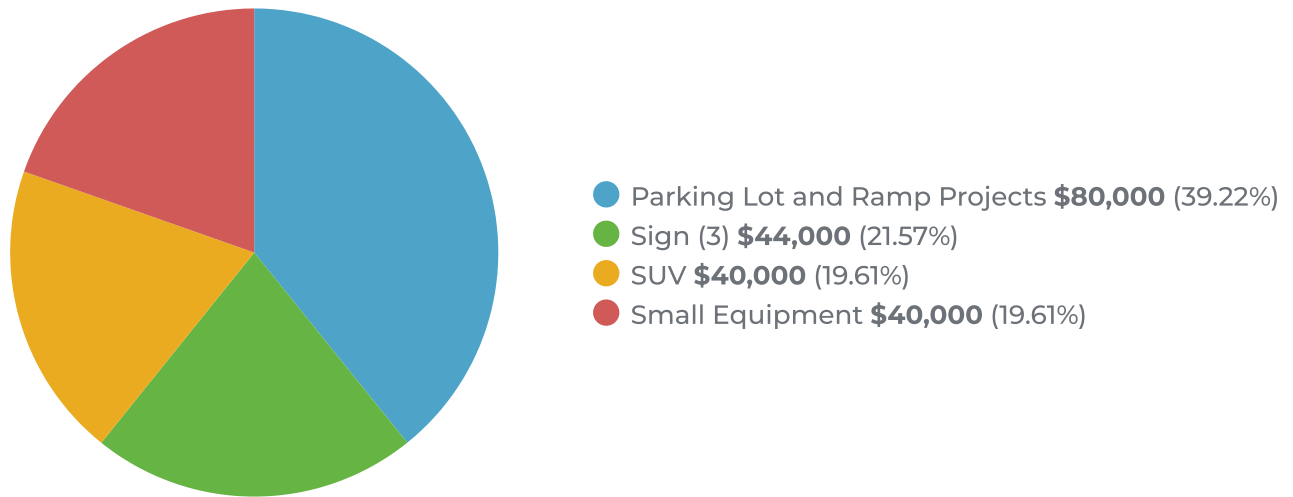 Parking Lot and Ramp Projects $80,000 (39.22%)
Sign (3) $44,000 (21.57%)
SUV $40,000 (19.61%)
Small Equipment $40,000 (19.61%)